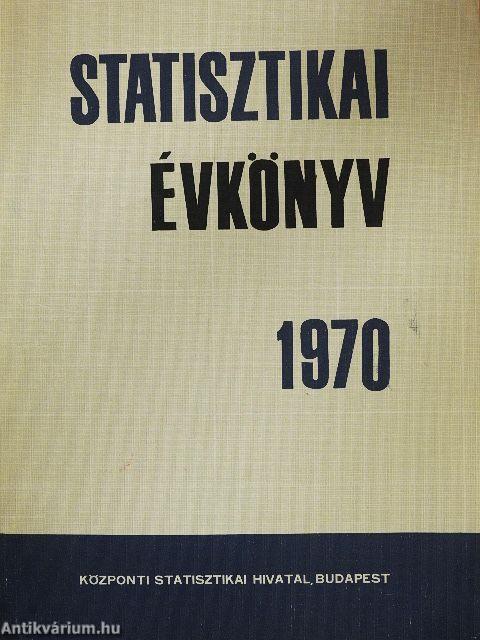 STATISZTIKAI
ÉVKÖNYV
1970
KÖZPONTI STATISZTIKAI HIVATAL, BUDAPEST
Antikvárium.hu